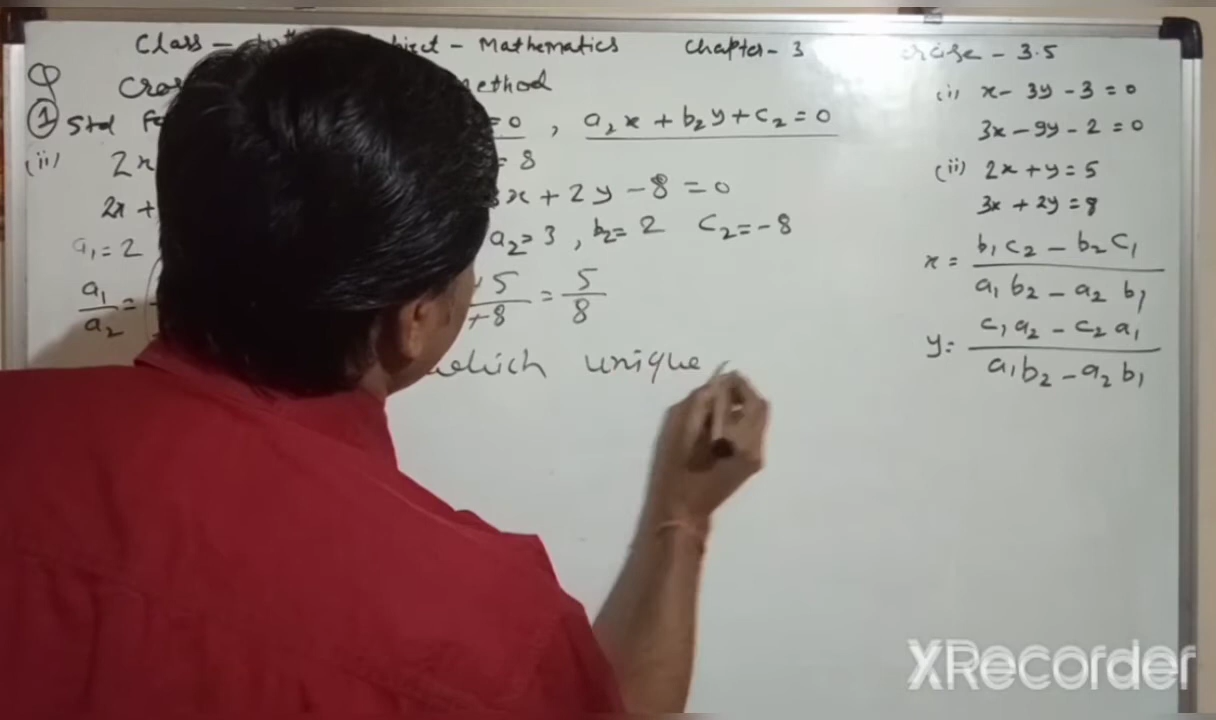 Class - 10th Subject - Mathematics Chapter - 3 ercise - 3.5
Q Cros method
① Std Fo = 0 , a₂x + b₂y + c₂ = 0
(ii) 2x = 8
2x + 3x + 2y - 8 = 0
a₁ = 2 a₂ = 3 , b₂ = 2 c₂ = -8
a₁/a₂ = 5/+8 = 5/8
which unique
(i) x - 3y - 3 = 0
3x - 9y - 2 = 0
(ii) 2x + y = 5
3x + 2y = 8
x = b₁c₂ - b₂c₁ / a₁b₂ - a₂b₁
y = c₁a₂ - c₂a₁ / a₁b₂ - a₂b₁
XRecorder